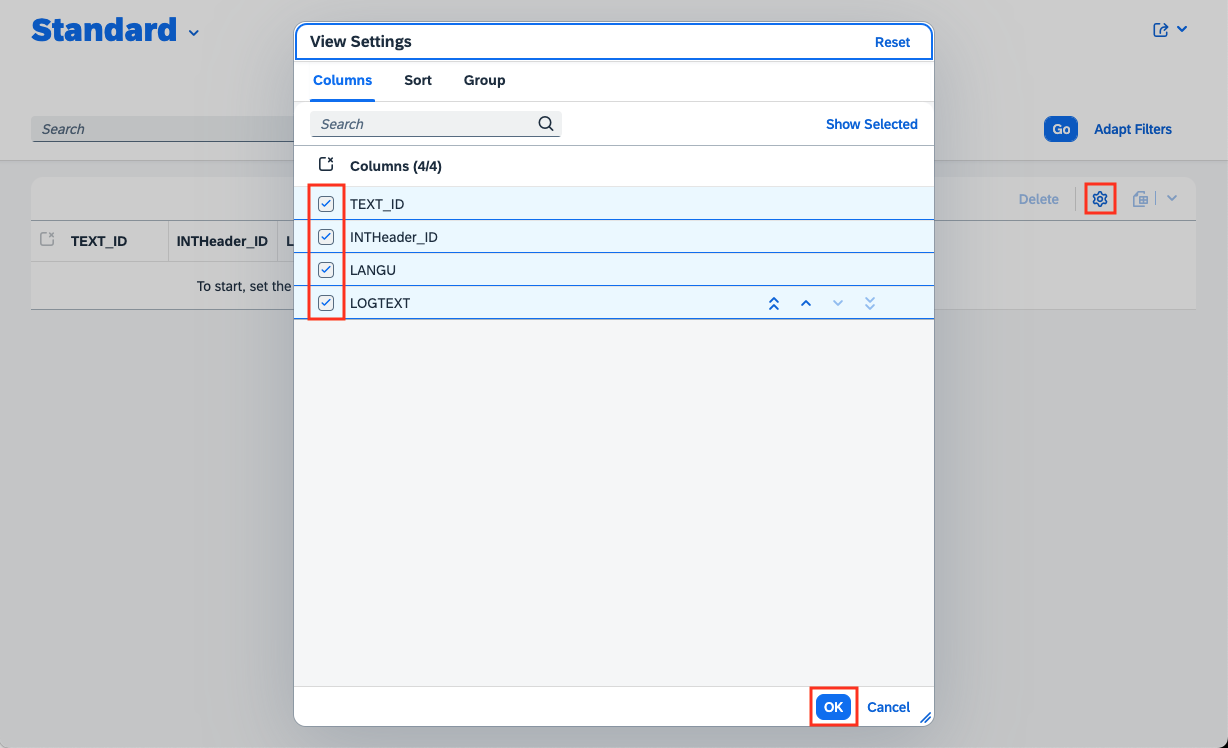 Standard
Search
Go
Adapt Filters
Delete
TEXT_ID
INTHeader_ID
L
To start, set the
View Settings
Reset
Columns
Sort
Group
Search
Show Selected
Columns (4/4)
TEXT_ID
INTHeader_ID
LANGU
LOGTEXT
OK
Cancel